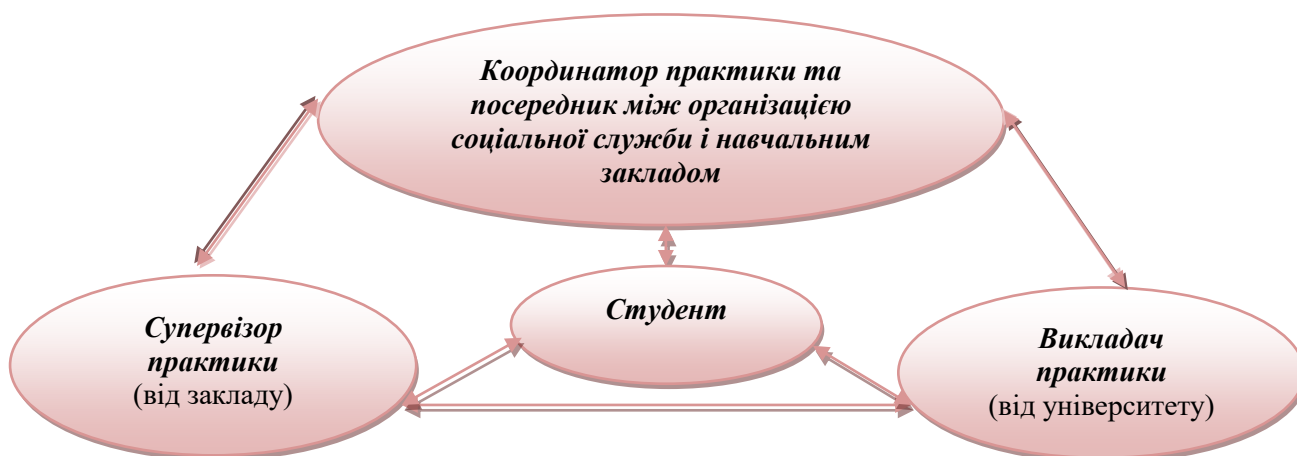 Координатор практики та
посередник між організацією
соціальної служби і навчальним
закладом
Студент
Супервізор
практики
(від закладу)
Викладач
практики
(від університету)